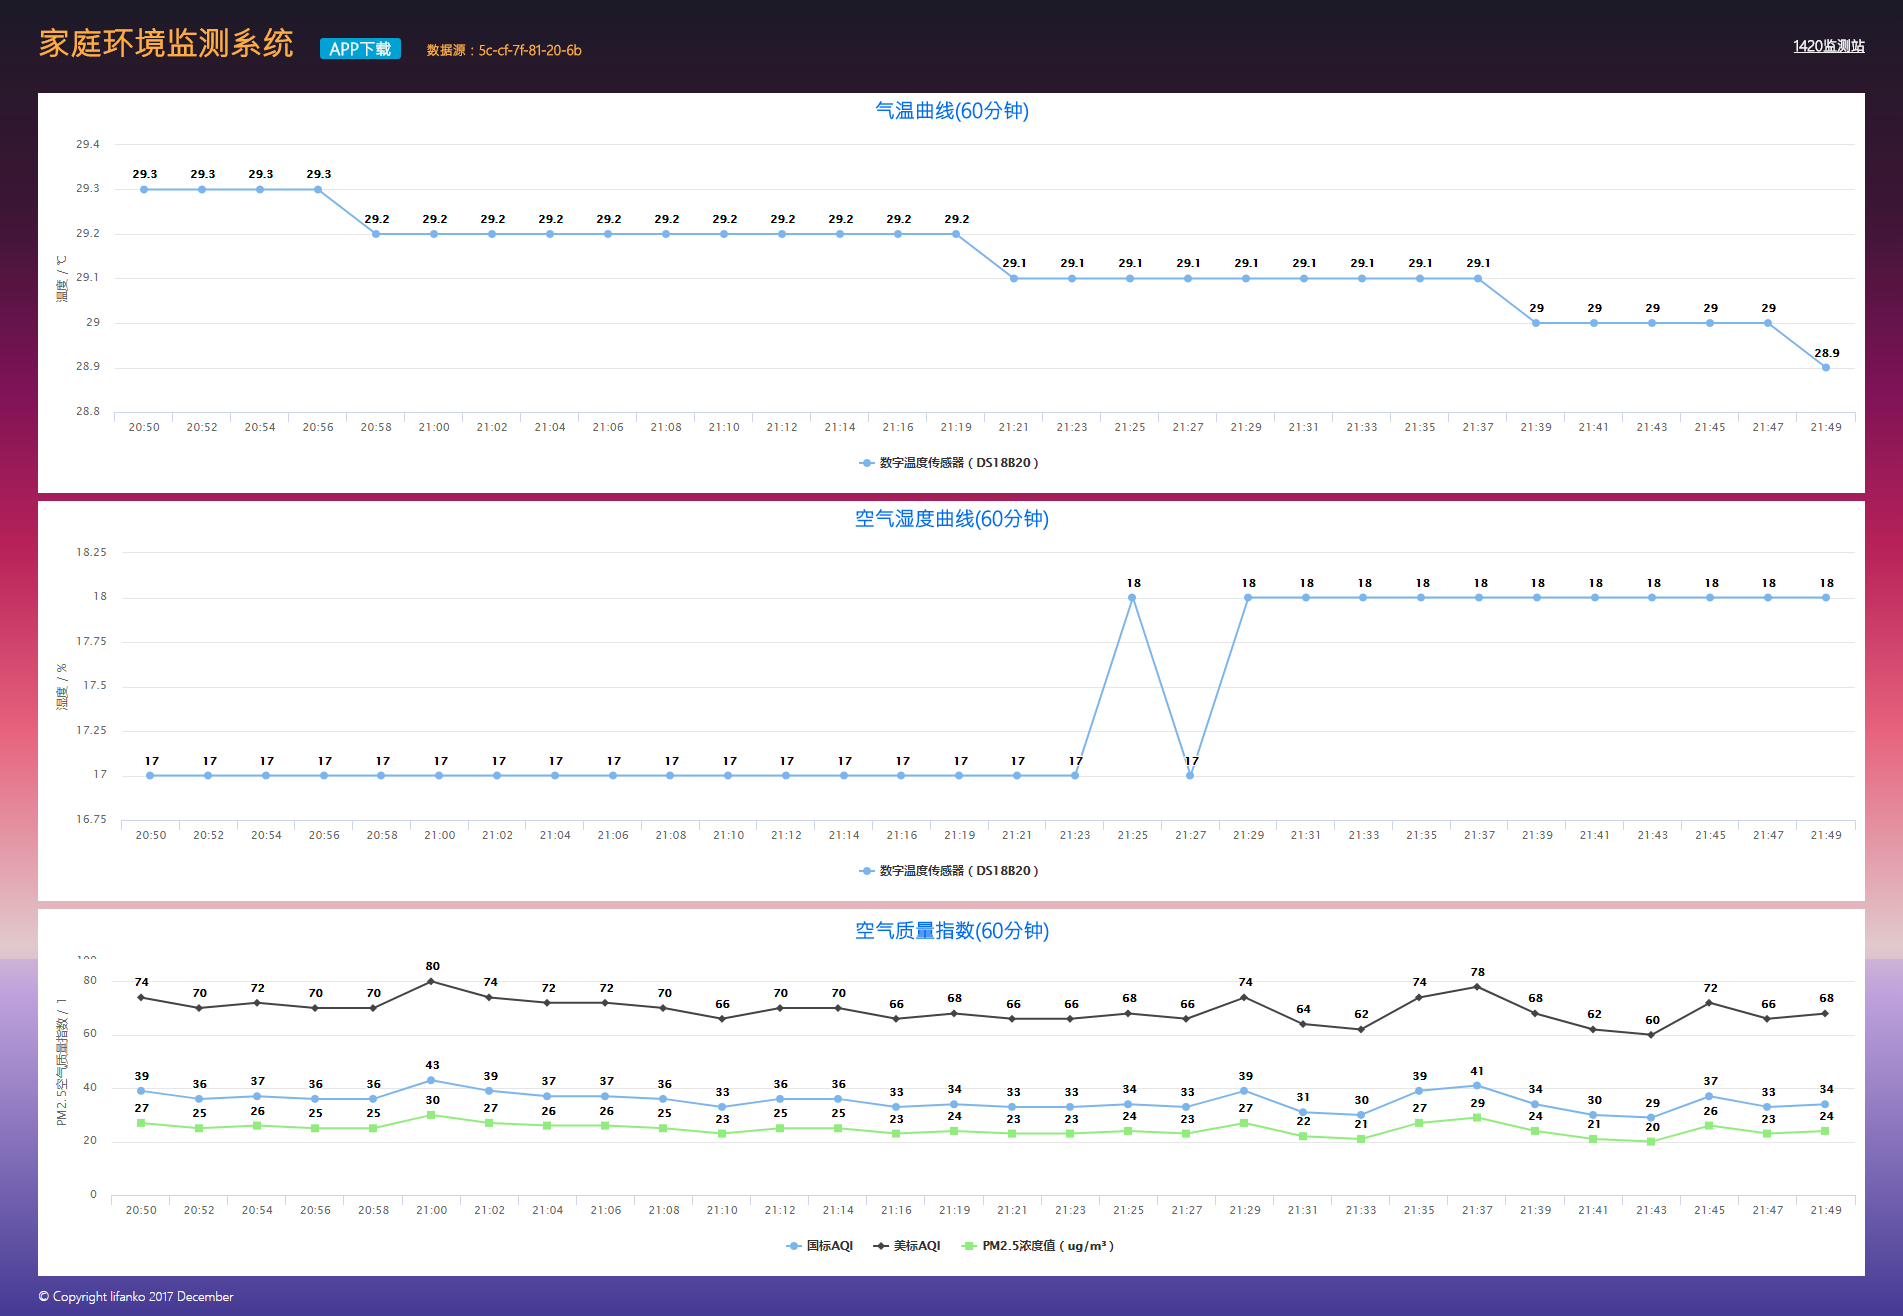 家庭环境监测系统 APP下载 数据源：5c-cf-7f-81-20-6b 1420监测站
气温曲线(60分钟)
29.4
29.3 29.3 29.3 29.3
29.3
29.2 29.2 29.2 29.2 29.2 29.2 29.2 29.2 29.2 29.2 29.2
29.2
29.1 29.1 29.1 29.1 29.1 29.1 29.1 29.1 29.1
29.1
29 29 29 29 29
29
28.9
28.9
28.8
温度 / ℃
20:50 20:52 20:54 20:56 20:58 21:00 21:02 21:04 21:06 21:08 21:10 21:12 21:14 21:16 21:19 21:21 21:23 21:25 21:27 21:29 21:31 21:33 21:35 21:37 21:39 21:41 21:43 21:45 21:47 21:49
数字温度传感器（DS18B20）
空气湿度曲线(60分钟)
18.25
18 18 18 18 18 18 18 18 18 18 18 18
18
17.75
17.5
17.25
17 17 17 17 17 17 17 17 17 17 17 17 17 17 17 17 17 17
17
16.75
湿度 / %
20:50 20:52 20:54 20:56 20:58 21:00 21:02 21:04 21:06 21:08 21:10 21:12 21:14 21:16 21:19 21:21 21:23 21:25 21:27 21:29 21:31 21:33 21:35 21:37 21:39 21:41 21:43 21:45 21:47 21:49
数字温度传感器（DS18B20）
空气质量指数(60分钟)
80
60
40
20
0
PM2.5空气质量指数 / 1
74 70 72 70 70 80 74 72 72 70 66 70 70 66 68 66 66 68 66 74 64 62 74 78 68 62 60 72 66 68
39 36 37 36 36 43 39 37 37 36 33 36 36 33 34 33 33 34 33 39 31 30 39 41 34 30 29 37 33 34
27 25 26 25 25 30 27 26 26 25 23 25 25 23 24 23 23 24 23 27 22 21 27 29 24 21 20 26 23 24
20:50 20:52 20:54 20:56 20:58 21:00 21:02 21:04 21:06 21:08 21:10 21:12 21:14 21:16 21:19 21:21 21:23 21:25 21:27 21:29 21:31 21:33 21:35 21:37 21:39 21:41 21:43 21:45 21:47 21:49
国标AQI 美标AQI PM2.5浓度值（ug/m³）
© Copyright lifanko 2017 December